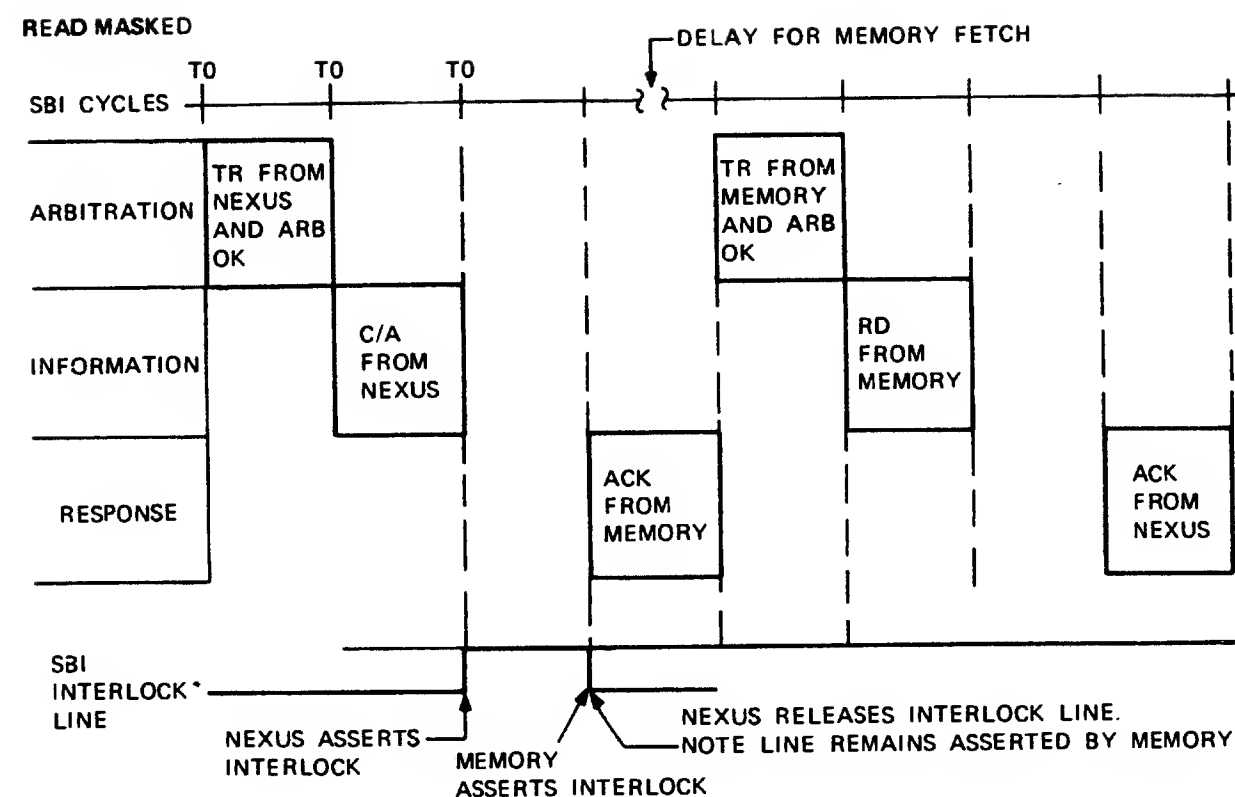 READ MASKED
DELAY FOR MEMORY FETCH
T0 T0 T0
SBI CYCLES
ARBITRATION
TR FROM
NEXUS
AND ARB
OK
TR FROM
MEMORY
AND ARB
OK
INFORMATION
C/A
FROM
NEXUS
RD
FROM
MEMORY
RESPONSE
ACK
FROM
MEMORY
ACK
FROM
NEXUS
SBI
INTERLOCK*
LINE
NEXUS ASSERTS
INTERLOCK
MEMORY
ASSERTS INTERLOCK
NEXUS RELEASES INTERLOCK LINE.
NOTE LINE REMAINS ASSERTED BY MEMORY